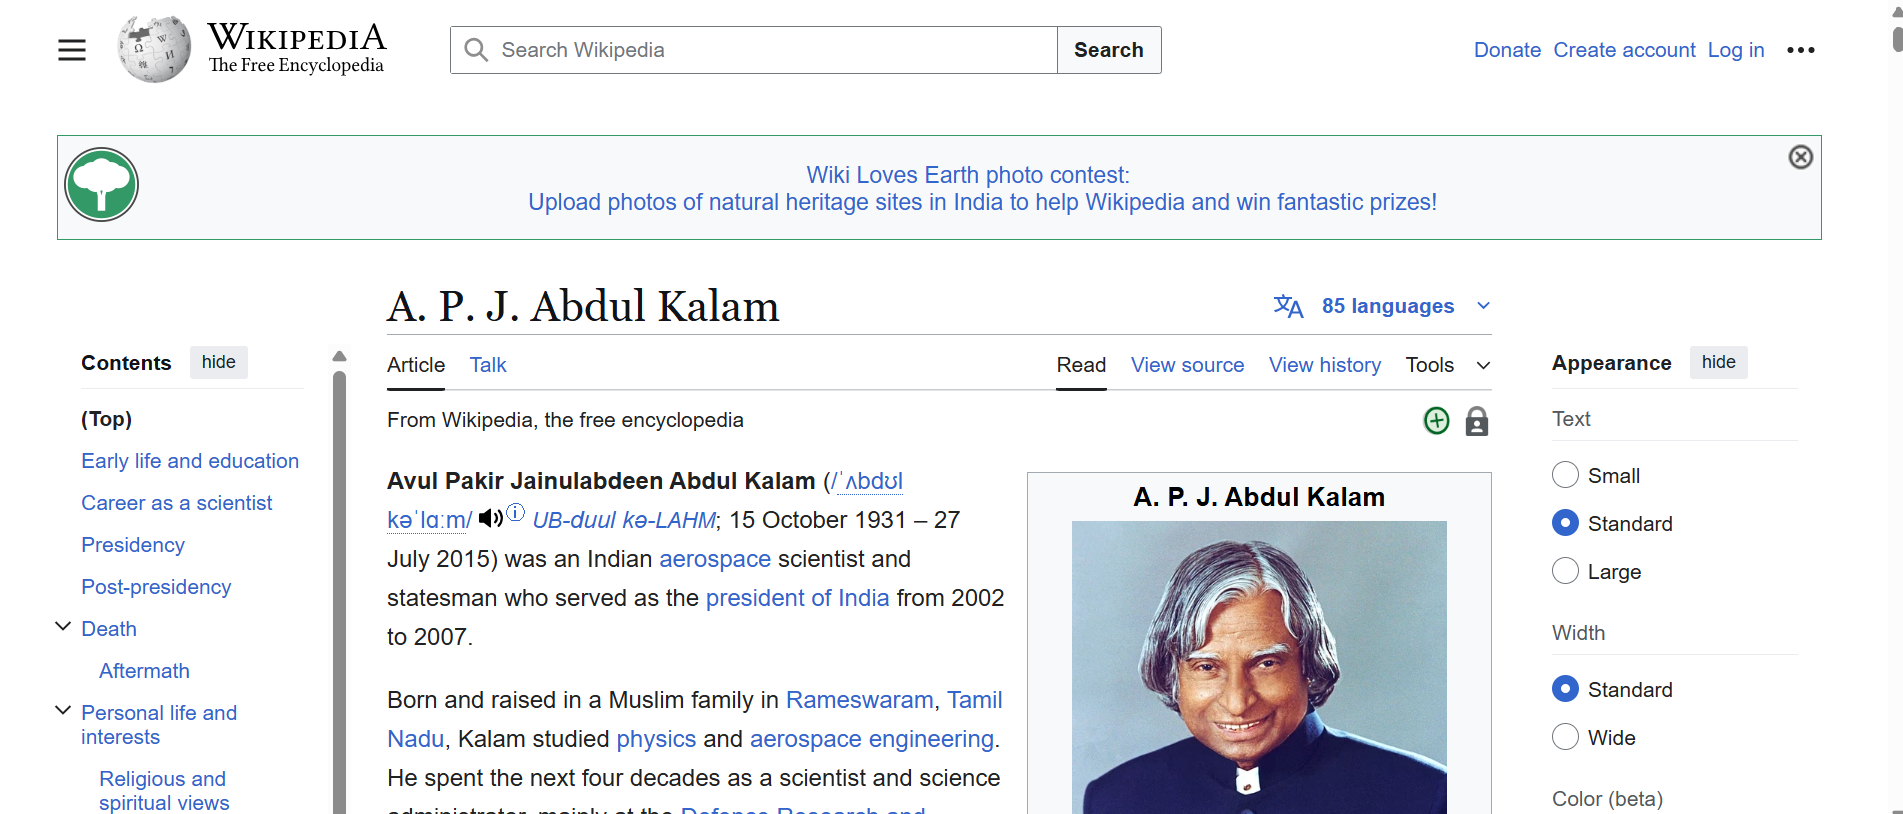 WIKIPEDIA
The Free Encyclopedia
Search Wikipedia
Search
Donate Create account Log in
Wiki Loves Earth photo contest:
Upload photos of natural heritage sites in India to help Wikipedia and win fantastic prizes!
A. P. J. Abdul Kalam
85 languages
Contents hide
(Top)
Early life and education
Career as a scientist
Presidency
Post-presidency
Death
Aftermath
Personal life and
interests
Religious and
spiritual views
Article Talk
Read View source View history Tools
From Wikipedia, the free encyclopedia
Avul Pakir Jainulabdeen Abdul Kalam (/ˈʌbdʊl
kəˈlɑːm/ UB-duul kə-LAHM; 15 October 1931 – 27
July 2015) was an Indian aerospace scientist and
statesman who served as the president of India from 2002
to 2007.
Born and raised in a Muslim family in Rameswaram, Tamil
Nadu, Kalam studied physics and aerospace engineering.
He spent the next four decades as a scientist and science
administrator, mainly at the Defence Research and
A. P. J. Abdul Kalam
Appearance hide
Text
Small
Standard
Large
Width
Standard
Wide
Color (beta)